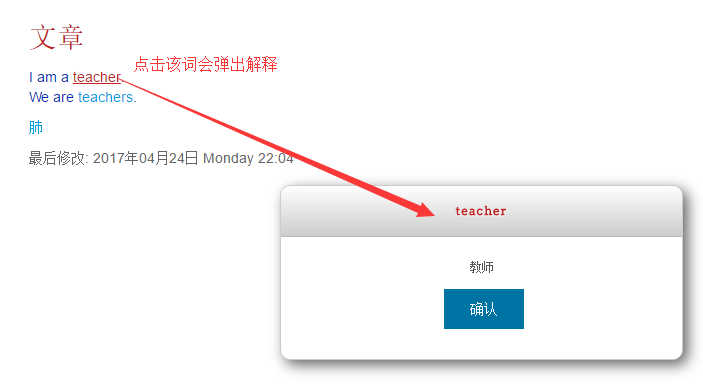 文章
点击该词会弹出解释
I am a teacher.
We are teachers.
肺
最后修改: 2017年04月24日 Monday 22:04
teacher
教师
确认